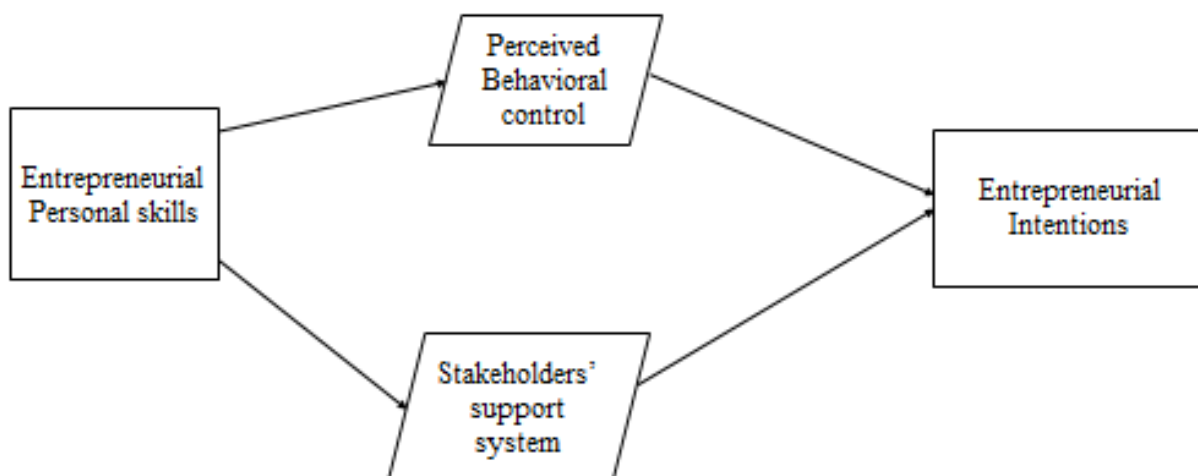 Perceived
Behavioral
control
Entrepreneurial
Personal skills
Entrepreneurial
Intentions
Stakeholders’
support
system